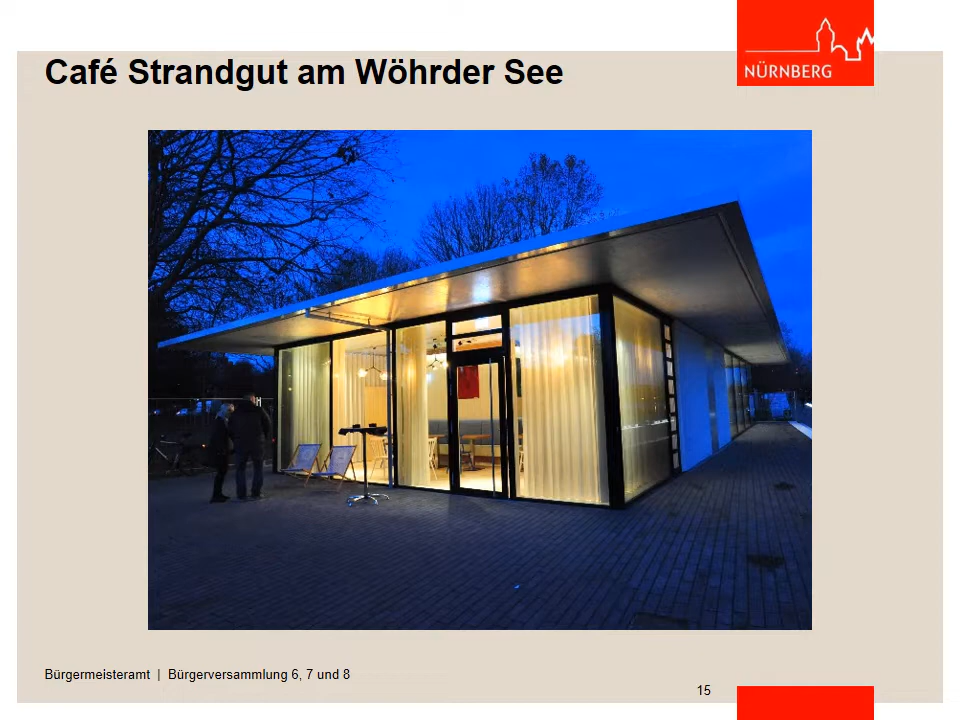 Café Strandgut am Wöhrder See
NÜRNBERG
Bürgermeisteramt | Bürgerversammlung 6, 7 und 8
15